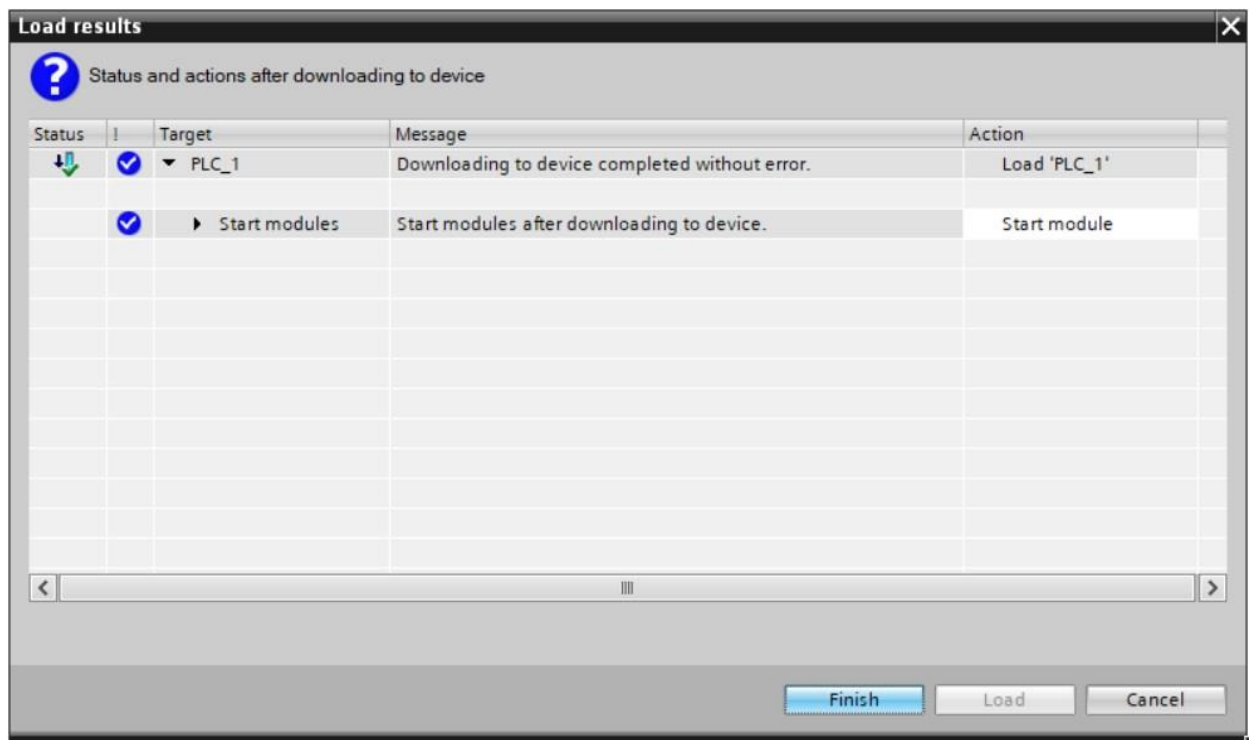 Load results
Status and actions after downloading to device
Status ! Target Message Action
PLC_1 Downloading to device completed without error. Load 'PLC_1'
Start modules Start modules after downloading to device. Start module
Finish Load Cancel